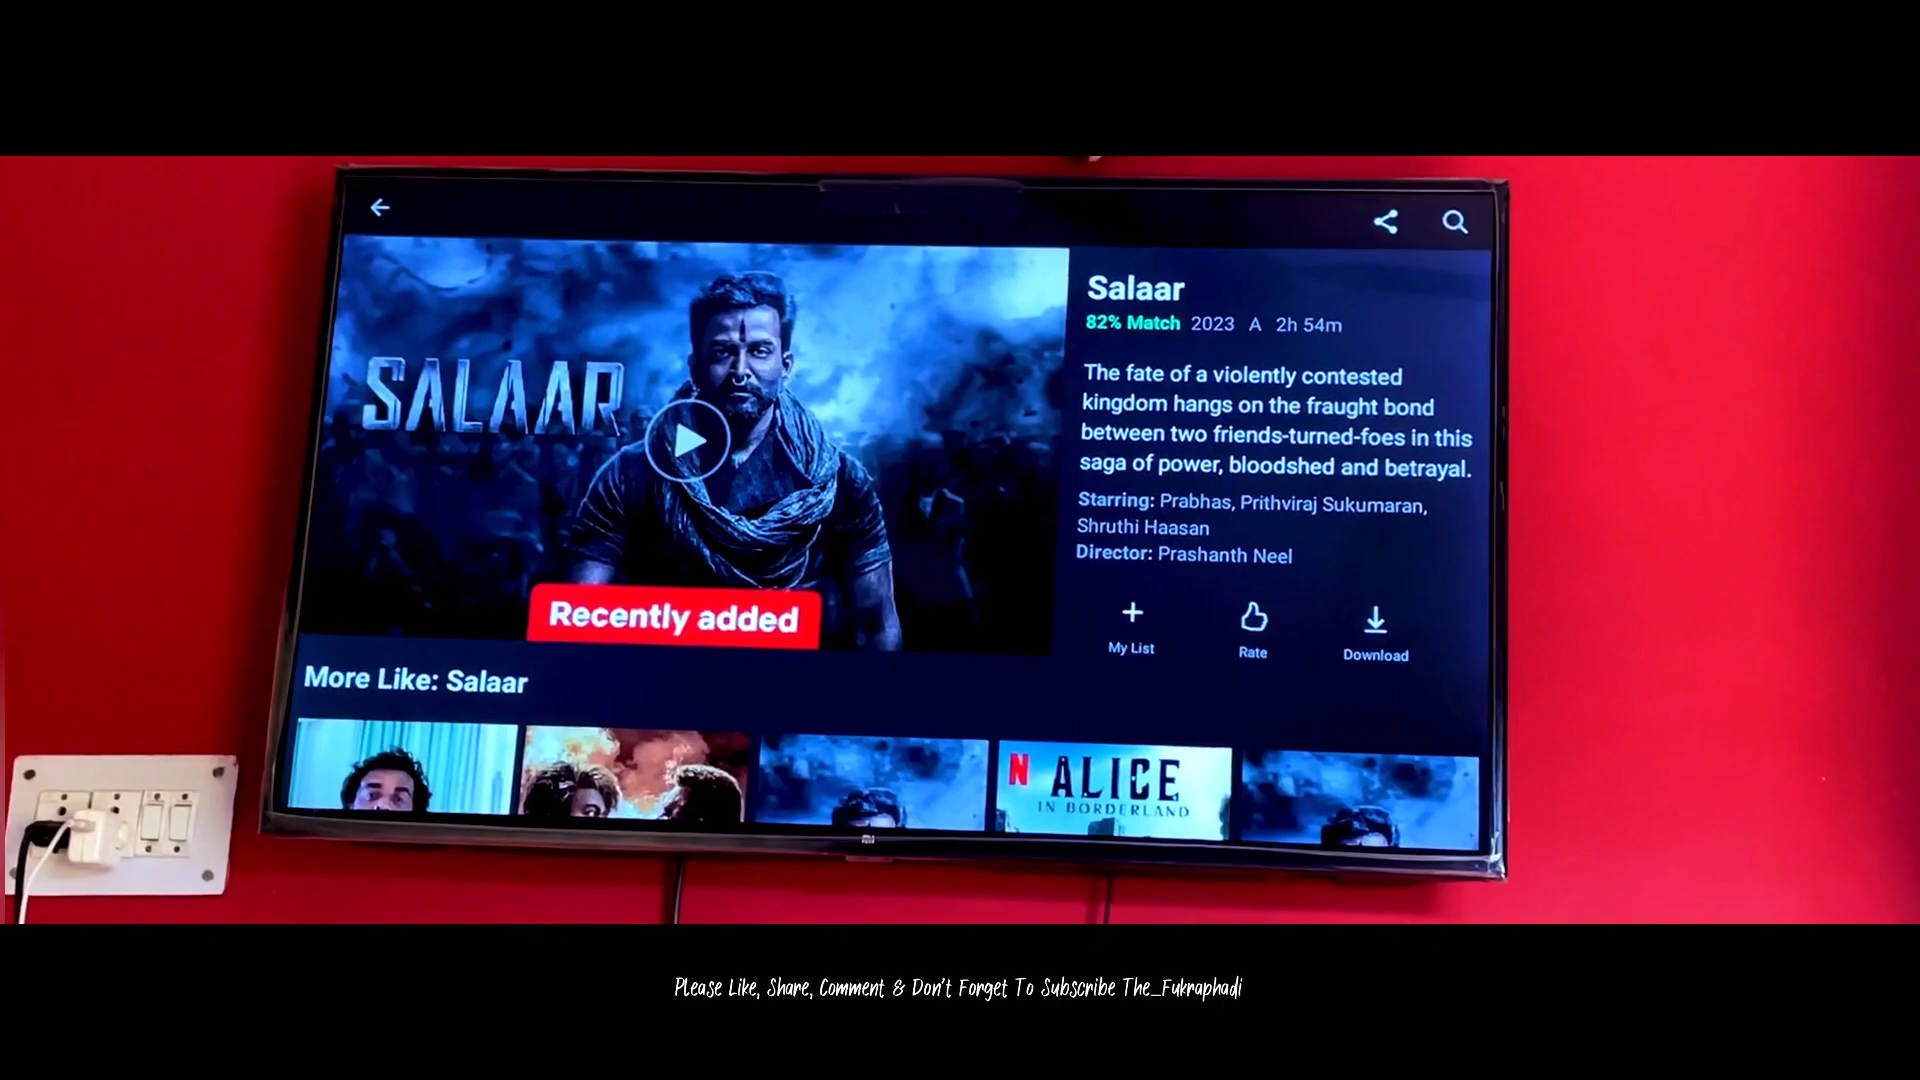 SALAAR
Recently added
Salaar
82% Match 2023 A 2h 54m
The fate of a violently contested
kingdom hangs on the fraught bond
between two friends-turned-foes in this
saga of power, bloodshed and betrayal.
Starring: Prabhas, Prithviraj Sukumaran,
Shruthi Haasan
Director: Prashanth Neel
My List
Rate
Download
More Like: Salaar
N ALICE
IN BORDERLAND
mi
Please Like, Share, Comment & Don't Forget To Subscribe The_Fukraphadi